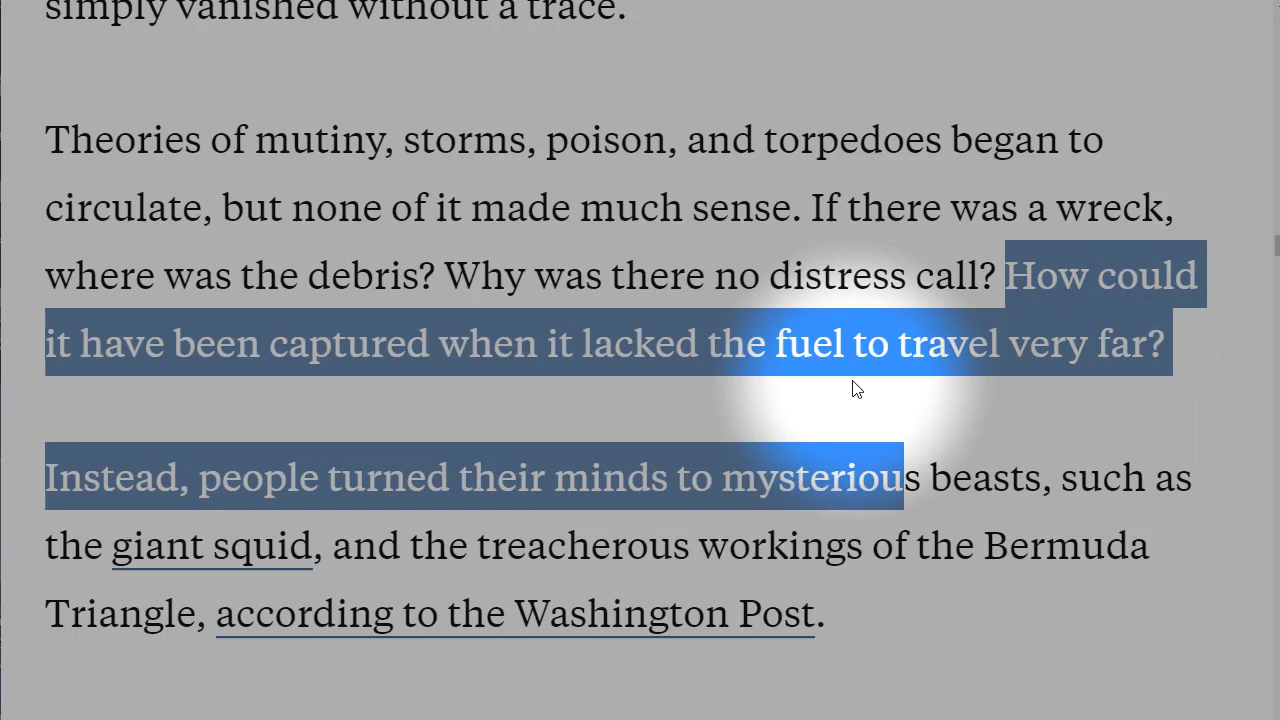 simply vanished without a trace.
Theories of mutiny, storms, poison, and torpedoes began to
circulate, but none of it made much sense. If there was a wreck,
where was the debris? Why was there no distress call? How could
it have been captured when it lacked the fuel to travel very far?
Instead, people turned their minds to mysterious beasts, such as
the giant squid, and the treacherous workings of the Bermuda
Triangle, according to the Washington Post.